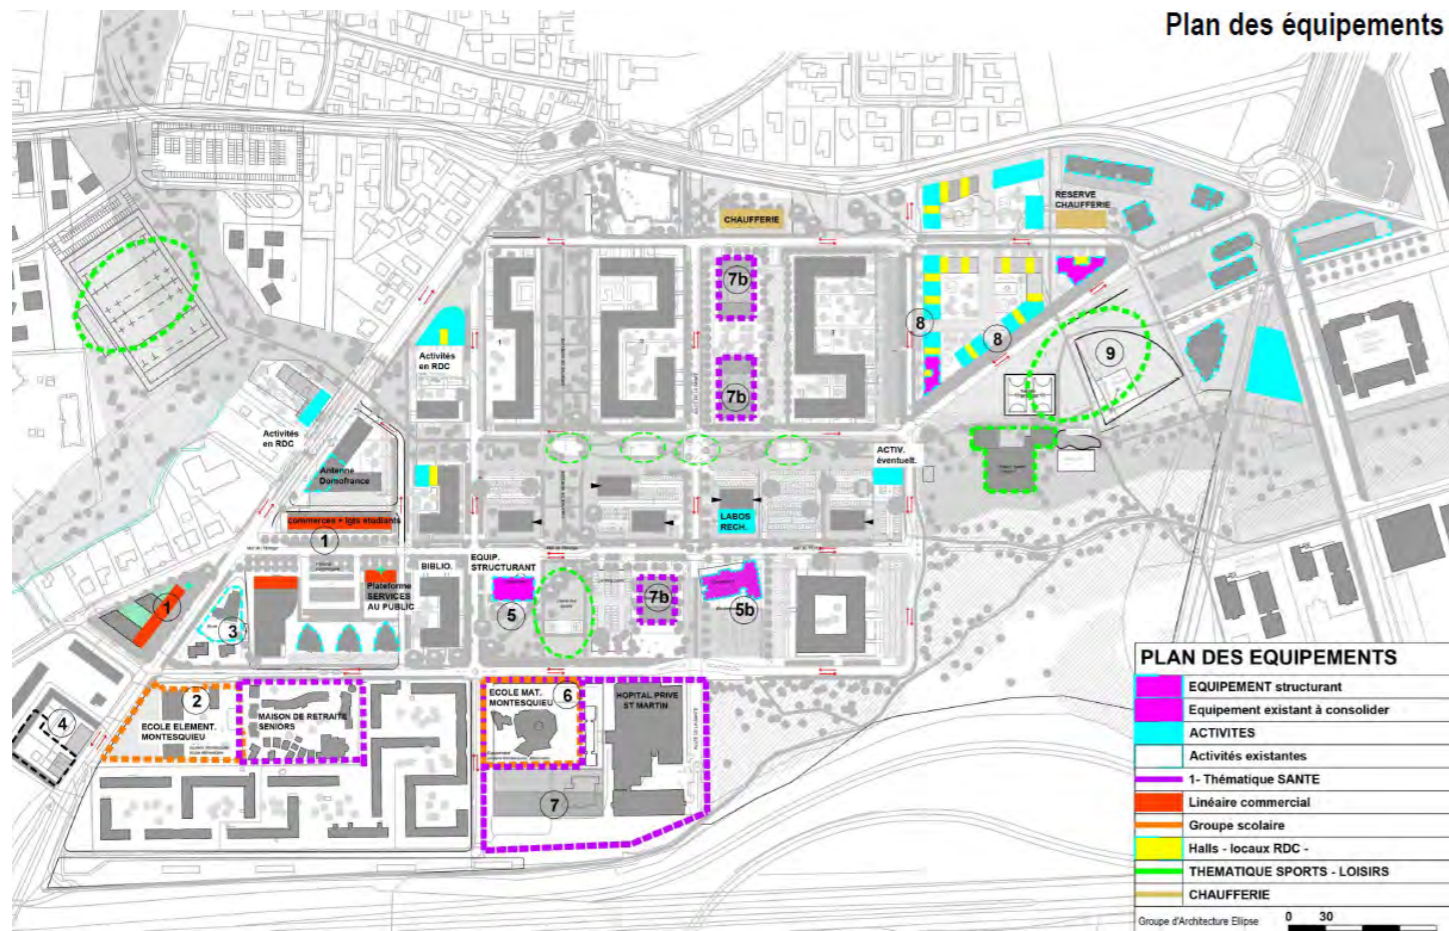 Plan des équipements
CHAUFFERIE
RESERVE
CHAUFFERIE
7b
7b
8
8
9
Activités
en RDC
Activités
en RDC
Antenne
Domofrance
commerces + lgts étudiants
1
ACTIV.
éventuelt.
LABOS
RECH.
EQUIP.
STRUCTURANT
BIBLIO.
Plateforme
SERVICES
AU PUBLIC
1
3
5
7b
5b
2
ECOLE ELEMENT.
MONTESQUIEU
MAISON DE RETRAITE
SENIORS
4
ECOLE MAT.
MONTESQUIEU
6
HOPITAL PRIVE
ST MARTIN
7
PLAN DES EQUIPEMENTS
EQUIPEMENT structurant
Equipement existant à consolider
ACTIVITES
Activités existantes
1- Thématique SANTE
Linéaire commercial
Groupe scolaire
Halls - locaux RDC -
THEMATIQUE SPORTS - LOISIRS
CHAUFFERIE
Groupe d'Architecture Ellipse
0 30